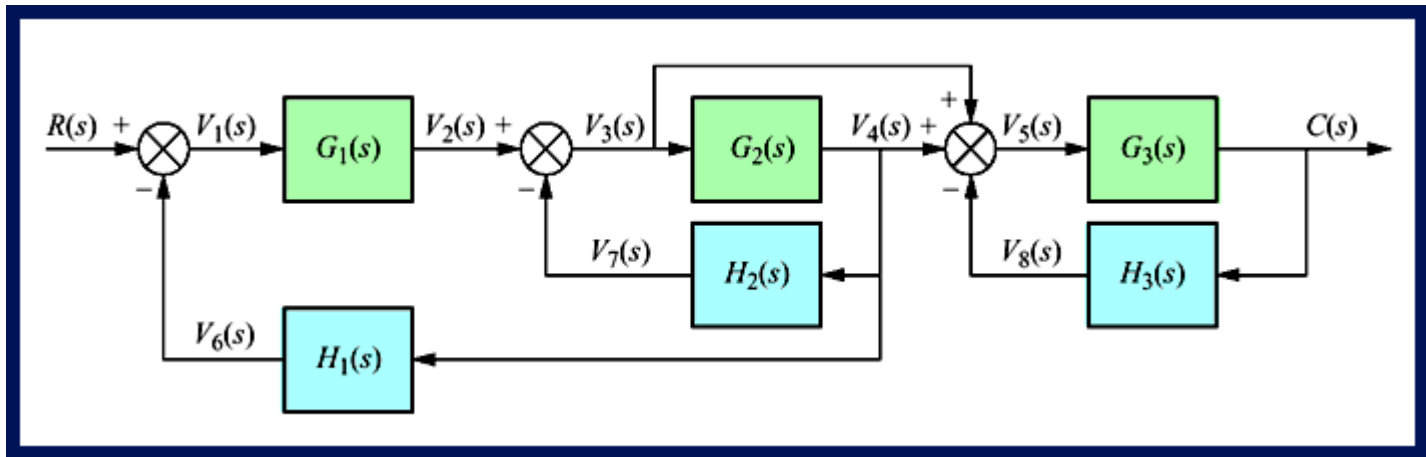 R(s) + V₁(s) G₁(s) V₂(s) + V₃(s) G₂(s) V₄(s) + + V₅(s) G₃(s) C(s)
− − −
V₇(s) H₂(s) V₈(s) H₃(s)
V₆(s) H₁(s)